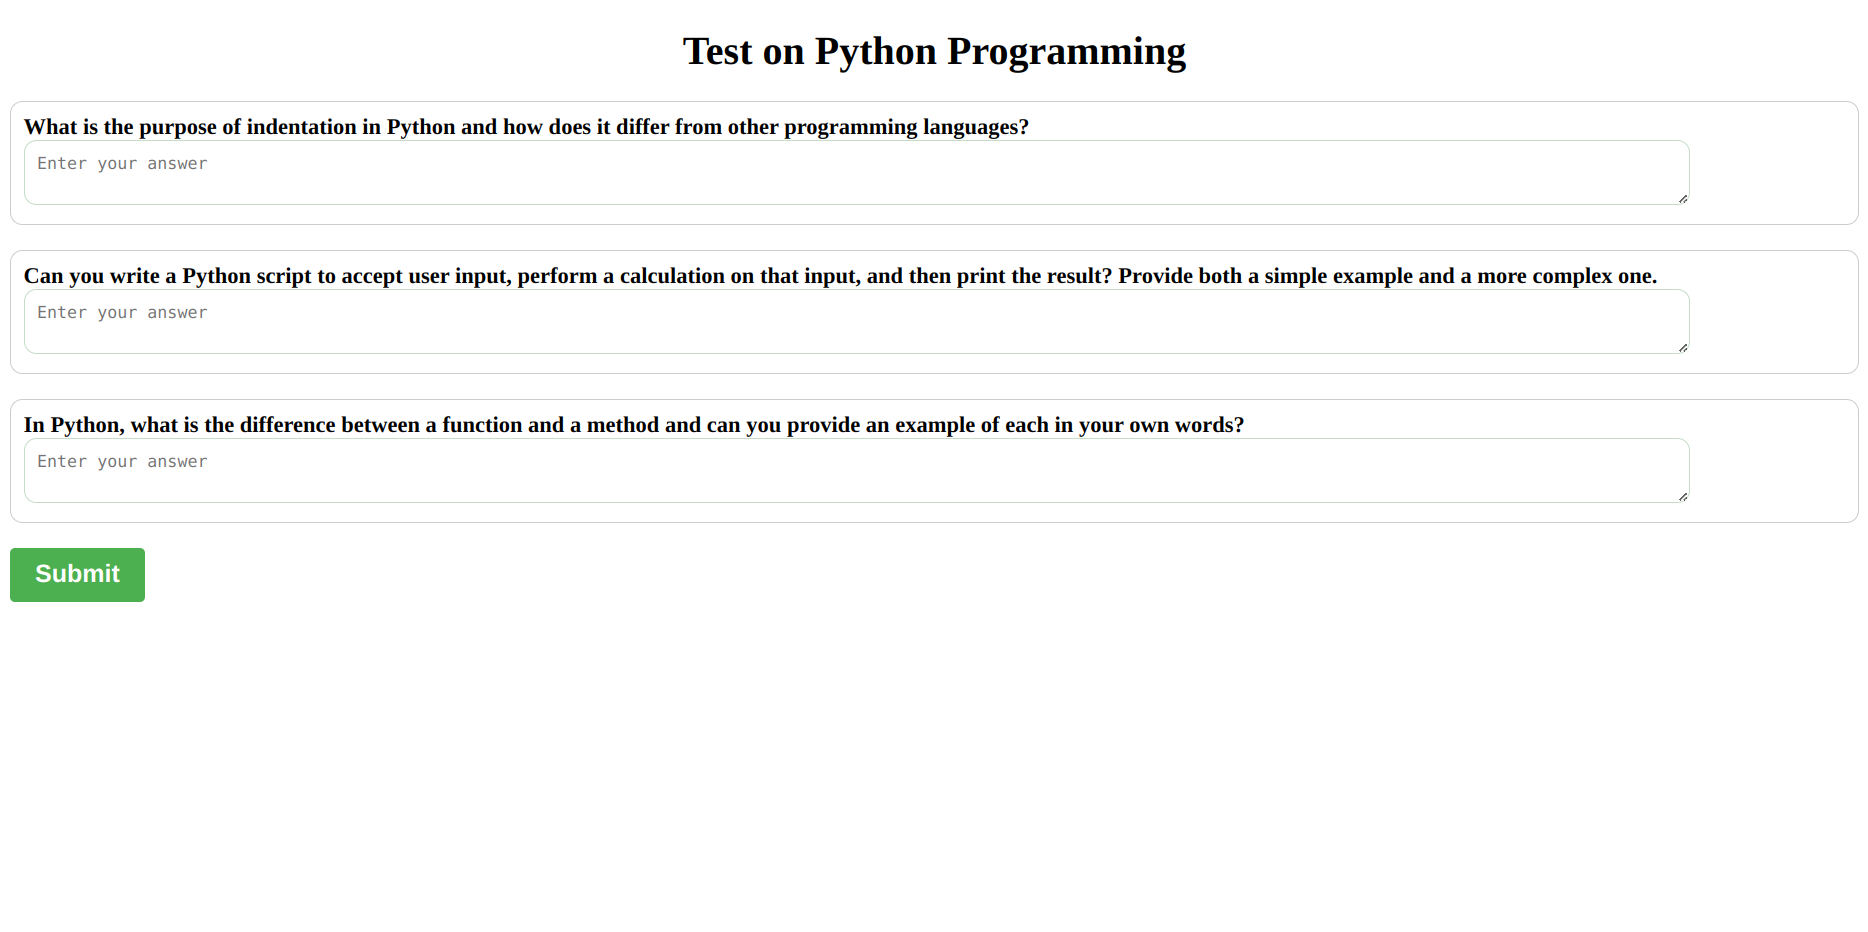 Test on Python Programming
What is the purpose of indentation in Python and how does it differ from other programming languages?
Enter your answer
Can you write a Python script to accept user input, perform a calculation on that input, and then print the result? Provide both a simple example and a more complex one.
Enter your answer
In Python, what is the difference between a function and a method and can you provide an example of each in your own words?
Enter your answer
Submit